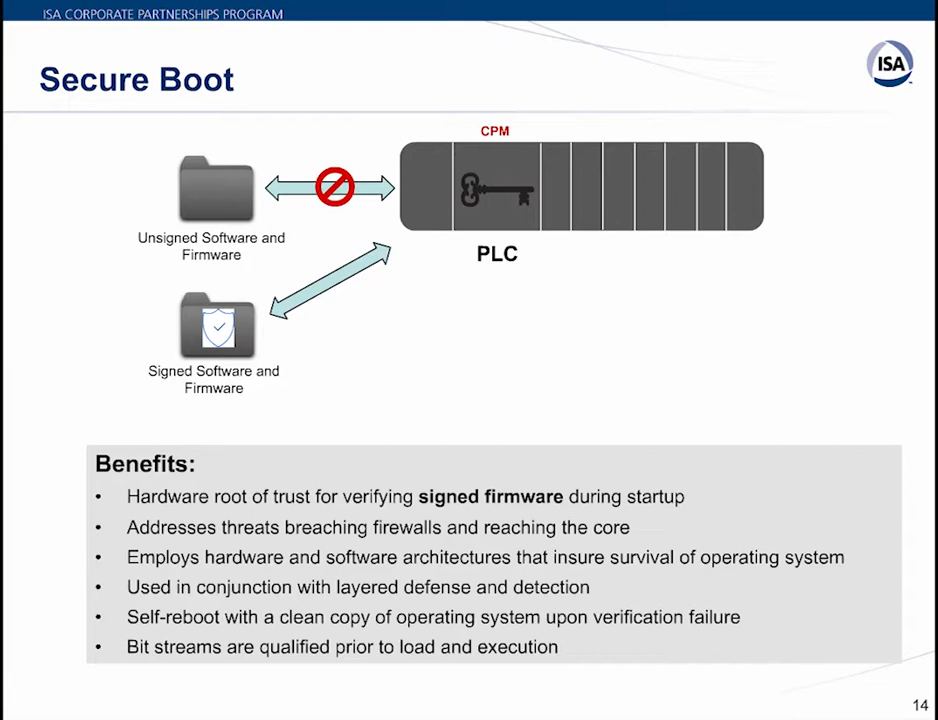 ISA CORPORATE PARTNERSHIPS PROGRAM
ISA
Secure Boot
CPM
Unsigned Software and
Firmware
PLC
Signed Software and
Firmware
Benefits:
• Hardware root of trust for verifying signed firmware during startup
• Addresses threats breaching firewalls and reaching the core
• Employs hardware and software architectures that insure survival of operating system
• Used in conjunction with layered defense and detection
• Self-reboot with a clean copy of operating system upon verification failure
• Bit streams are qualified prior to load and execution
14